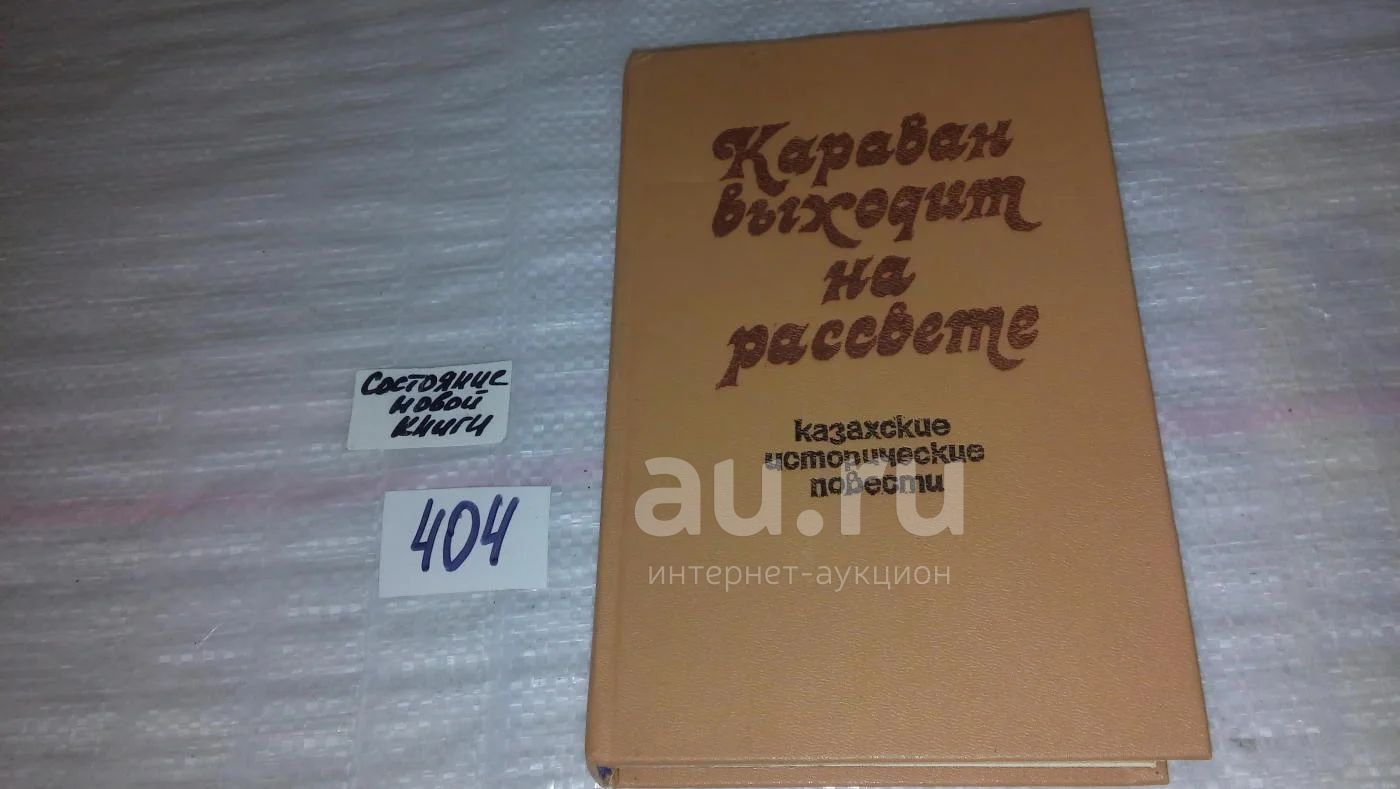 Караван
выходит
на
рассвете
казахские
исторические
повести
Состояние
новой
книги
404
au.ru
интернет-аукцион